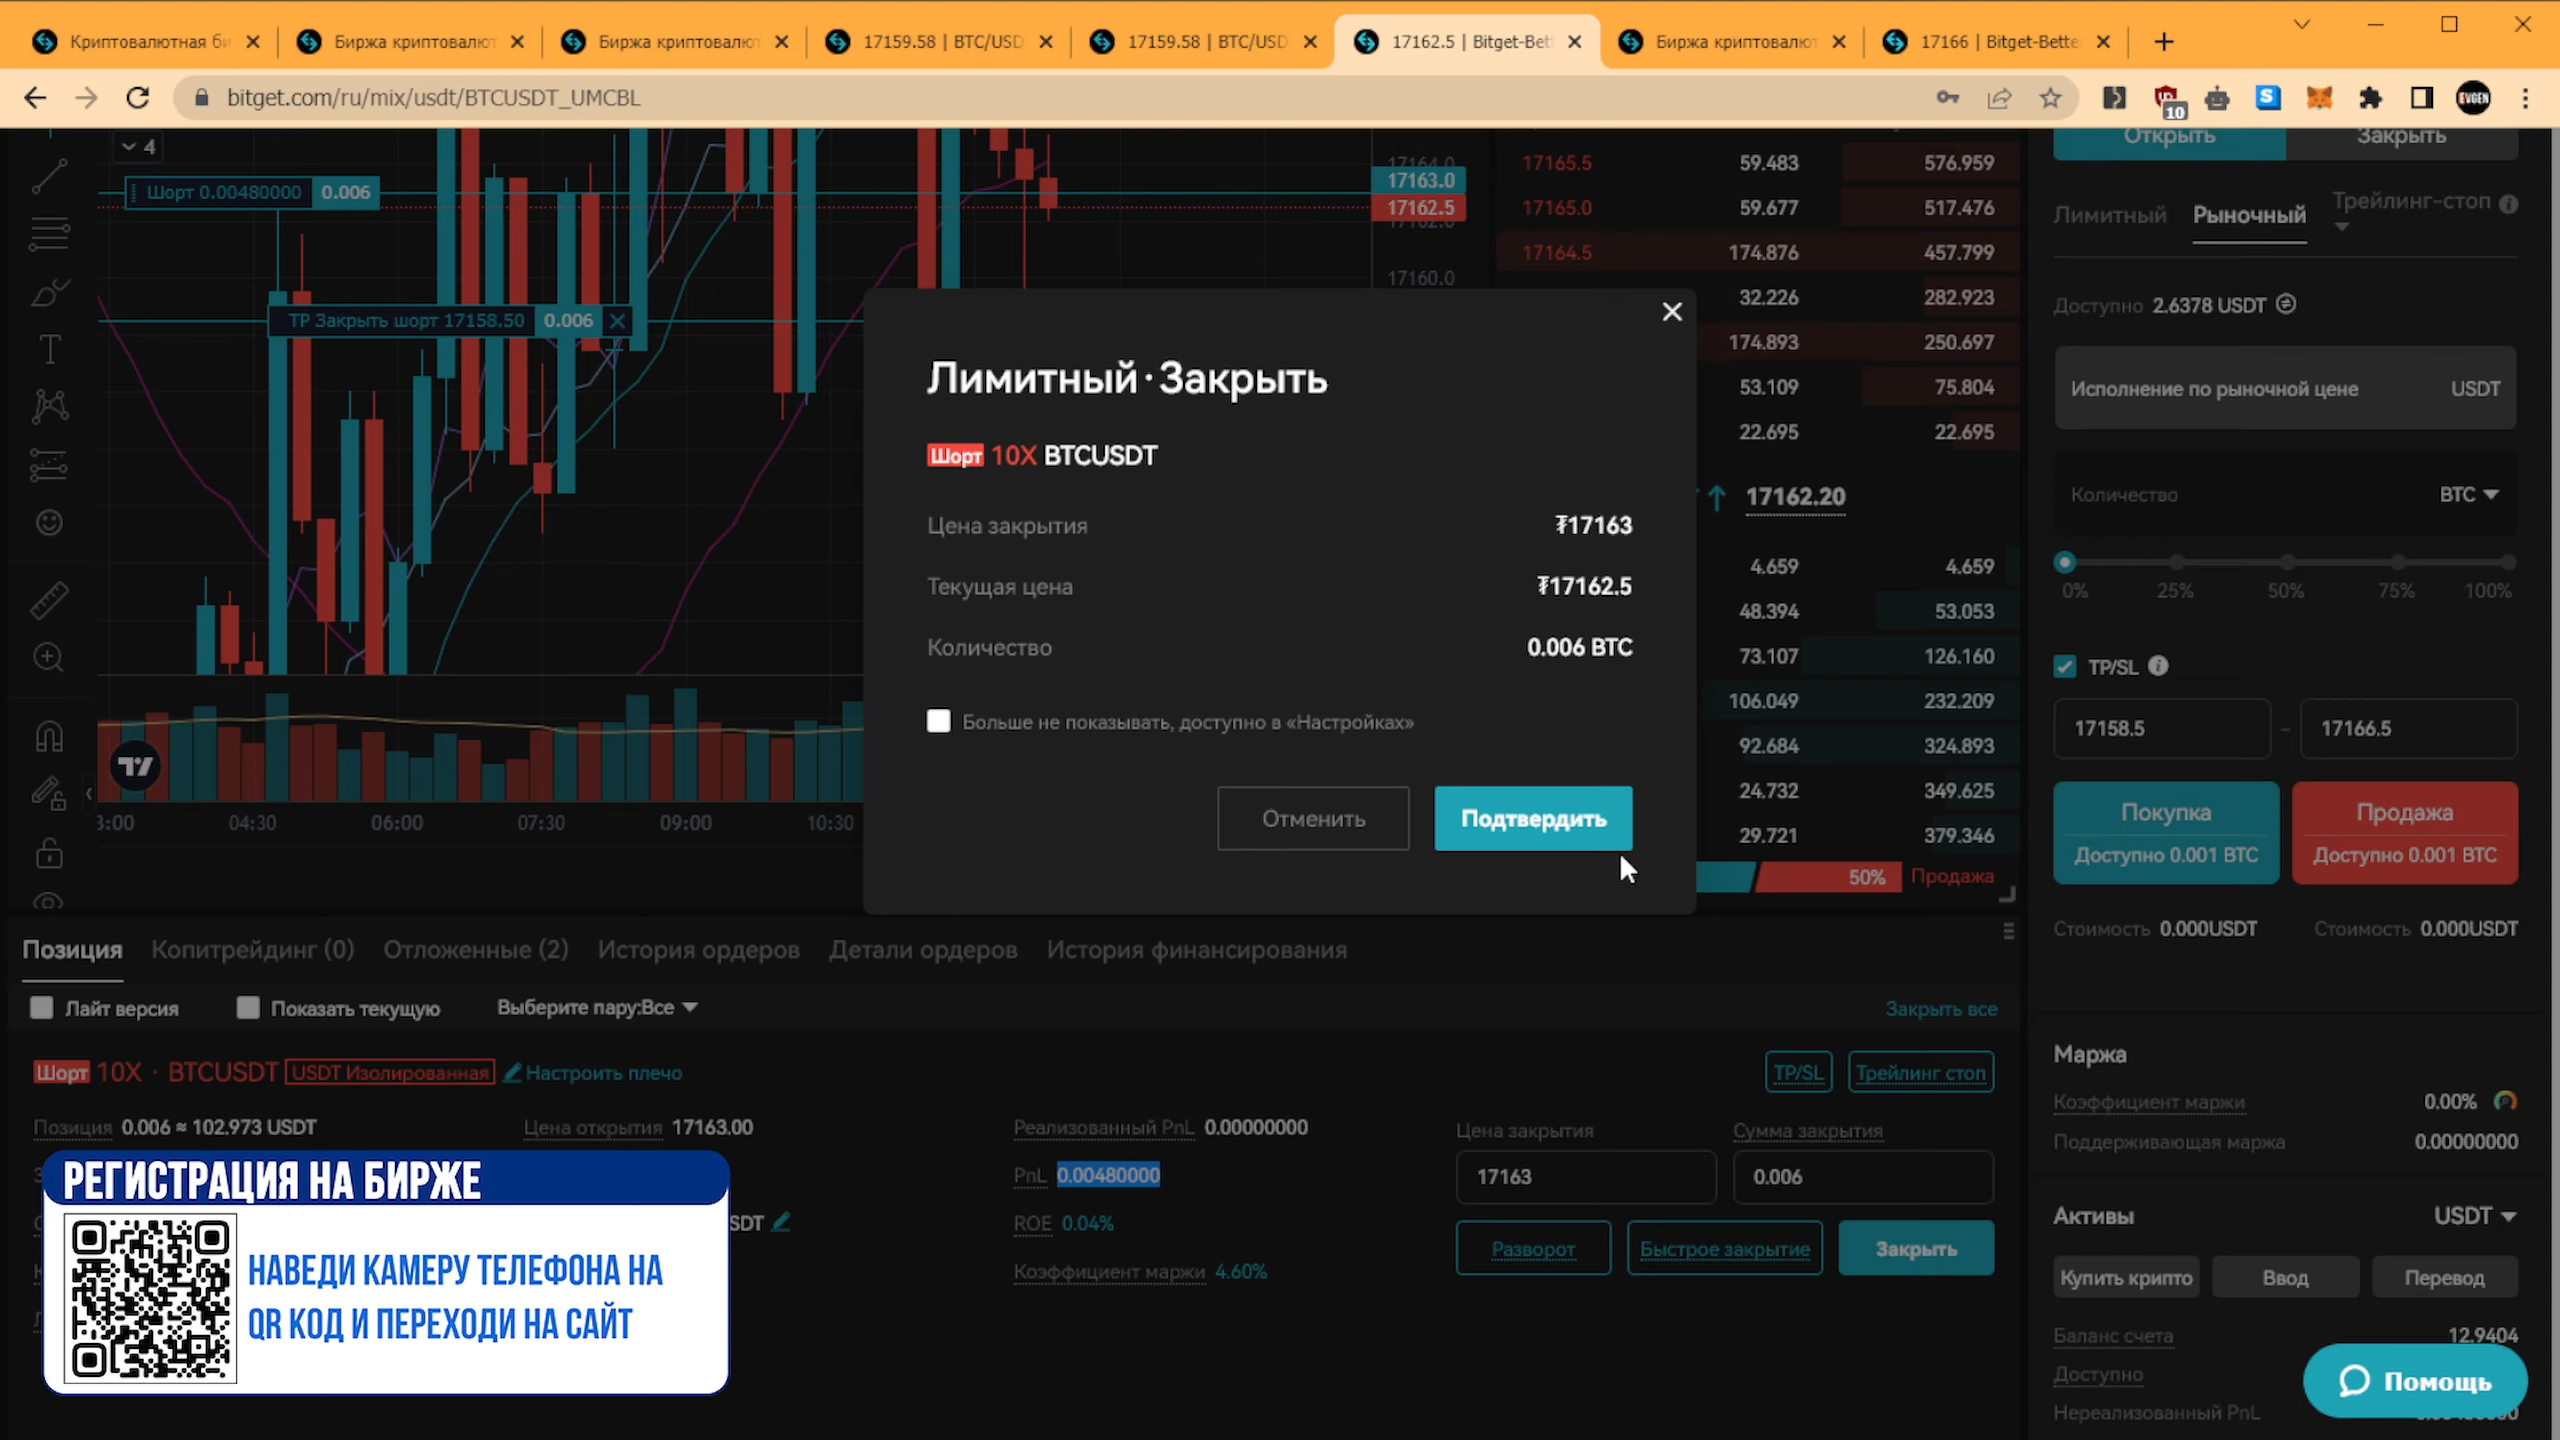 Криптовалютная би
Биржа криптовалют
Биржа криптовалют
17159.58 | BTC/USD
17159.58 | BTC/USD
17162.5 | Bitget-Bett
Биржа криптовалют
17166 | Bitget-Bette
bitget.com/ru/mix/usdt/BTCUSDT_UMCBL
10
EVGEN
4
Шорт 0.00480000 0.006
TP Закрыть шорт 17158.50 0.006
17164.0
17163.0
17162.5
17162.0
17160.0
3:00 04:30 06:00 07:30 09:00 10:30
17165.5 59.483 576.959
17165.0 59.677 517.476
17164.5 174.876 457.799
32.226 282.923
174.893 250.697
53.109 75.804
22.695 22.695
17162.20
4.659 4.659
48.394 53.053
73.107 126.160
106.049 232.209
92.684 324.893
24.732 349.625
29.721 379.346
50% Продажа
Лимитный·Закрыть
Шорт 10X BTCUSDT
Цена закрытия ₮17163
Текущая цена ₮17162.5
Количество 0.006 BTC
Больше не показывать, доступно в «Настройках»
Отменить Подтвердить
Открыть Закрыть
Лимитный Рыночный Трейлинг-стоп
Доступно 2.6378 USDT
Исполнение по рыночной цене USDT
Количество BTC
0% 25% 50% 75% 100%
TP/SL
17158.5 - 17166.5
Покупка
Доступно 0.001 BTC
Продажа
Доступно 0.001 BTC
Стоимость 0.000USDT Стоимость 0.000USDT
Маржа
Коэффициент маржи 0.00%
Поддерживающая маржа 0.00000000
Активы USDT
Купить крипто Ввод Перевод
Баланс счета 12.9404
Доступно
Нереализованный PnL
Помощь
Позиция Копитрейдинг (0) Отложенные (2) История ордеров Детали ордеров История финансирования
Лайт версия Показать текущую Выберите пару:Все Закрыть все
Шорт 10X · BTCUSDT USDT Изолированная Настроить плечо TP/SL Трейлинг стоп
Позиция 0.006 ≈ 102.973 USDT Цена открытия 17163.00 Реализованный PnL 0.00000000
PnL 0.00480000
ROE 0.04%
Коэффициент маржи 4.60%
SDT
Цена закрытия Сумма закрытия
17163 0.006
Разворот Быстрое закрытие Закрыть
РЕГИСТРАЦИЯ НА БИРЖЕ
НАВЕДИ КАМЕРУ ТЕЛЕФОНА НА
QR КОД И ПЕРЕХОДИ НА САЙТ